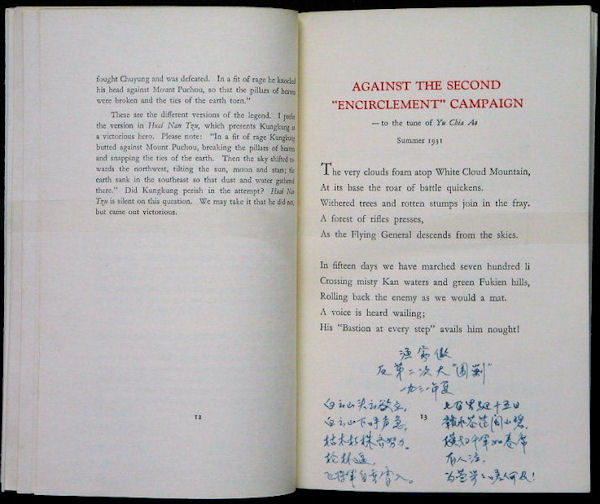 fought Chuyung and was defeated. In a fit of rage he knocked
his head against Mount Puchou, so that the pillars of heaven
were broken and the ties of the earth torn."
These are the different versions of the legend. I prefer
the version in Huai Nan Tzu, which presents Kungkung as
a victorious hero. Please note: "In a fit of rage Kungkung
butted against Mount Puchou, breaking the pillars of heaven
and snapping the ties of the earth. Then the sky shifted to-
wards the northwest, tilting the sun, moon and stars; the
earth sank in the southeast so that dust and water gathered
there." Did Kungkung perish in the attempt? Huai Nan
Tzu is silent on this question. We may take it that he did not,
but came out victorious.
12
AGAINST THE SECOND
"ENCIRCLEMENT" CAMPAIGN
—to the tune of Yu Chia Ao
Summer 1931
The very clouds foam atop White Cloud Mountain,
At its base the roar of battle quickens.
Withered trees and rotten stumps join in the fray.
A forest of rifles presses,
As the Flying General descends from the skies.
In fifteen days we have marched seven hundred li
Crossing misty Kan waters and green Fukien hills,
Rolling back the enemy as we would a mat.
A voice is heard wailing;
His "Bastion at every step" avails him nought!
渔家傲
反第二次大"围剿"
一九三一年夏
白云山头云欲立,
白云山下呼声急,
枯木朽株齐努力.
枪林逼,
飞将军自重霄入.
七百里驱十五日
赣水苍茫闽山碧,
横扫千军如卷席
有人泣,
为营步步嗟何及!
13